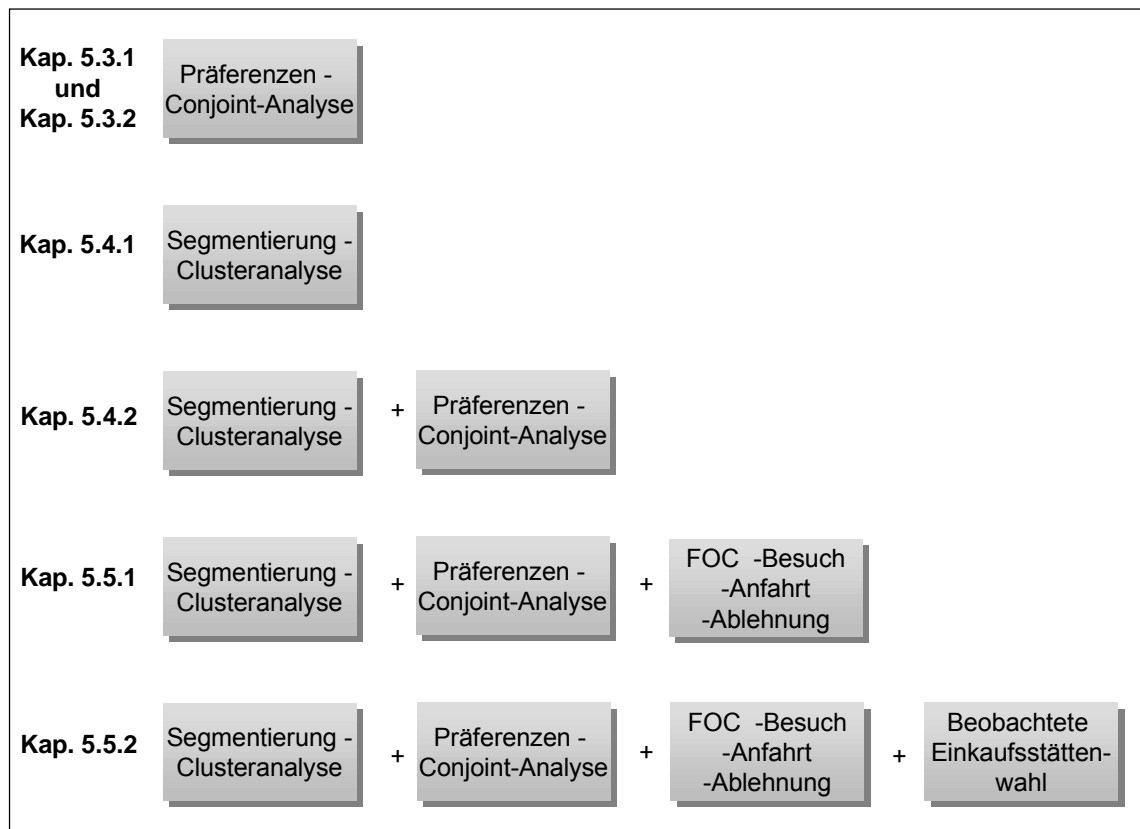 Kap. 5.3.1
und
Kap. 5.3.2
Präferenzen -
Conjoint-Analyse
Kap. 5.4.1
Segmentierung -
Clusteranalyse
Kap. 5.4.2
Segmentierung -
Clusteranalyse
+
Präferenzen -
Conjoint-Analyse
Kap. 5.5.1
Segmentierung -
Clusteranalyse
+
Präferenzen -
Conjoint-Analyse
+
FOC -Besuch
-Anfahrt
-Ablehnung
Kap. 5.5.2
Segmentierung -
Clusteranalyse
+
Präferenzen -
Conjoint-Analyse
+
FOC -Besuch
-Anfahrt
-Ablehnung
+
Beobachtete
Einkaufsstätten-
wahl